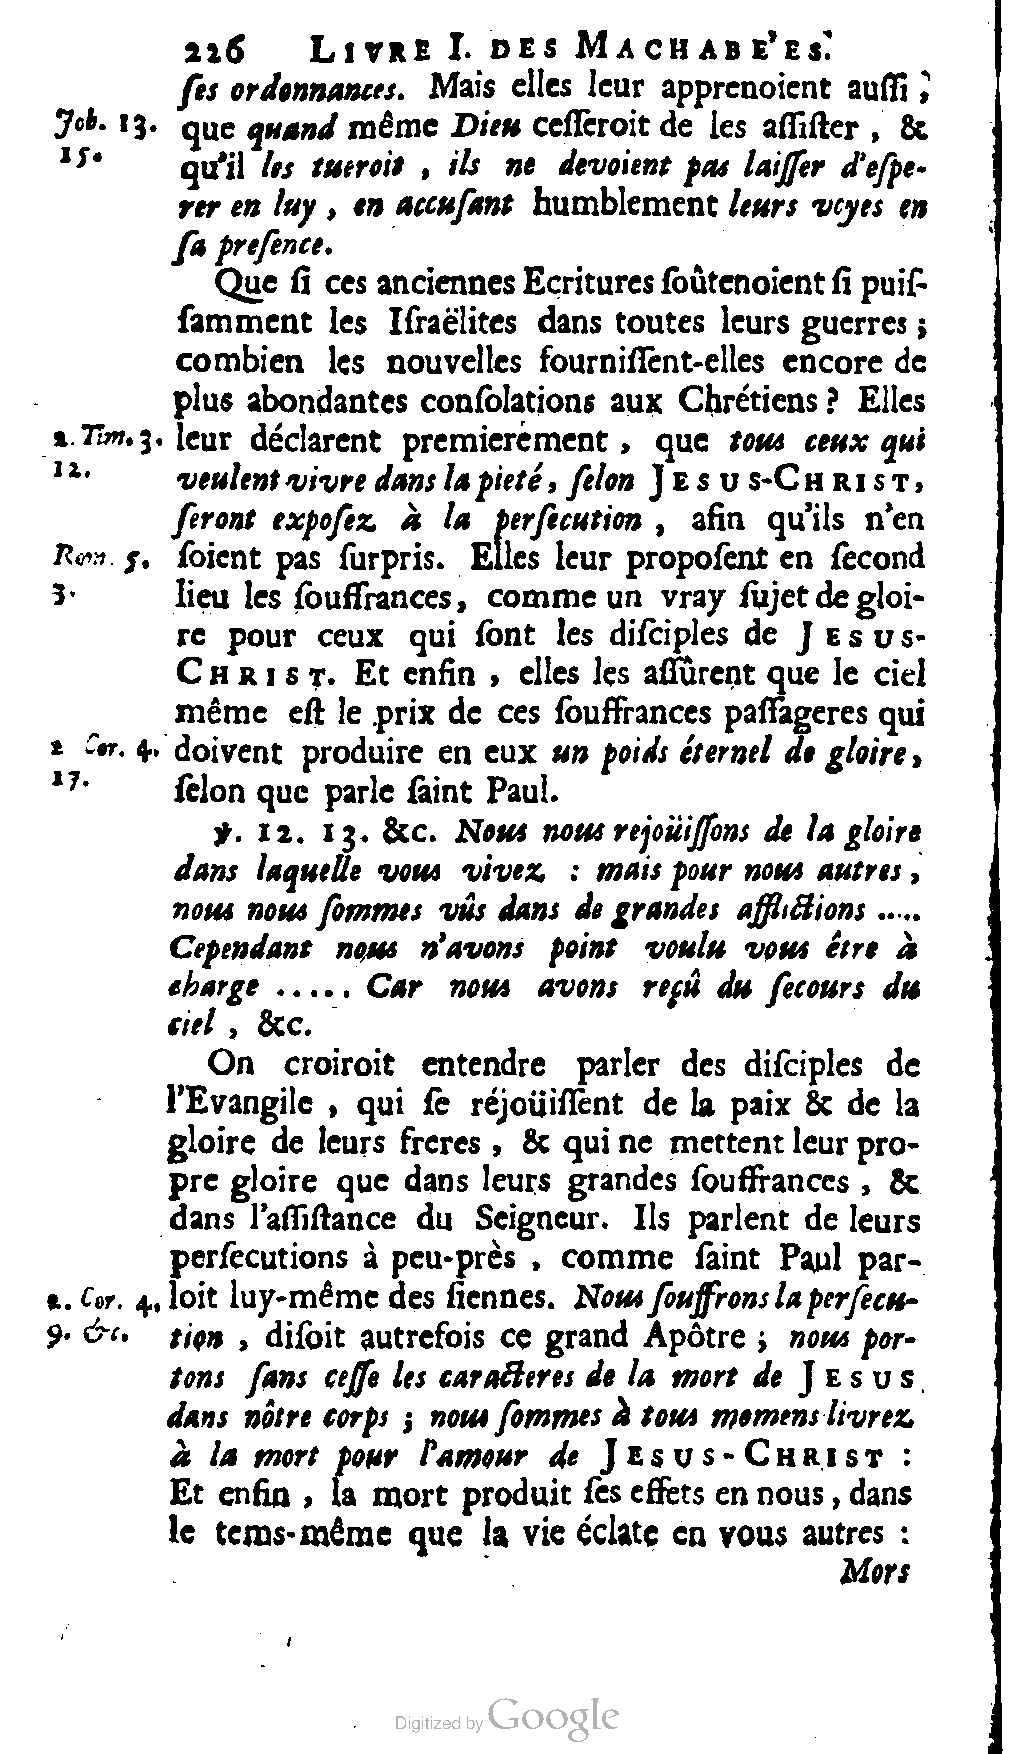 226 LIVRE I. DES MACHABE'ES.
ſes ordonnances. Mais elles leur apprenoient auſſi,
Job. 13. que quand même Dieu ceſſeroit de les aſſiſter, &
15. qu'il les tueroit, ils ne devoient pas laiſſer d'eſpe-
rer en luy, en accuſant humblement leurs voyes en
ſa preſence.
Que ſi ces anciennes Ecritures ſoûtenoient ſi puiſ-
ſamment les Iſraëlites dans toutes leurs guerres;
combien les nouvelles fourniſſent-elles encore de
plus abondantes conſolations aux Chrétiens? Elles
2. Tim. 3. leur déclarent premierement, que tous ceux qui
12. veulent vivre dans la pieté, ſelon JESUS-CHRIST,
ſeront expoſez à la perſecution, afin qu'ils n'en
Rom. 5. ſoient pas ſurpris. Elles leur propoſent en ſecond
3. lieu les ſouffrances, comme un vray ſujet de gloi-
re pour ceux qui ſont les diſciples de JESUS-
CHRIST. Et enfin, elles les aſſûrent que le ciel
même eſt le prix de ces ſouffrances paſſageres qui
2 Cor. 4. doivent produire en eux un poids éternel de gloire,
17. ſelon que parle ſaint Paul.
℣. 12. 13. &c. Nous nous rejoüiſſons de la gloire
dans laquelle vous vivez : mais pour nous autres,
nous nous ſommes vûs dans de grandes afflictions .....
Cependant nous n'avons point voulu vous être à
charge ..... Car nous avons reçû du ſecours du
ciel, &c.
On croiroit entendre parler des diſciples de
l'Evangile, qui ſe réjoüiſſent de la paix & de la
gloire de leurs freres, & qui ne mettent leur pro-
pre gloire que dans leurs grandes ſouffrances, &
dans l'aſſiſtance du Seigneur. Ils parlent de leurs
perſecutions à peu-près, comme ſaint Paul par-
2. Cor. 4. loit luy-même des ſiennes. Nous ſouffrons la perſecu-
9. &c. tion, diſoit autrefois ce grand Apôtre; nous por-
tons ſans ceſſe les caracteres de la mort de JESUS
dans nôtre corps; nous ſommes à tous momens livrez
à la mort pour l'amour de JESUS-CHRIST :
Et enfin, la mort produit ſes effets en nous, dans
le tems-même que la vie éclate en vous autres :
Mors
Digitized by Google